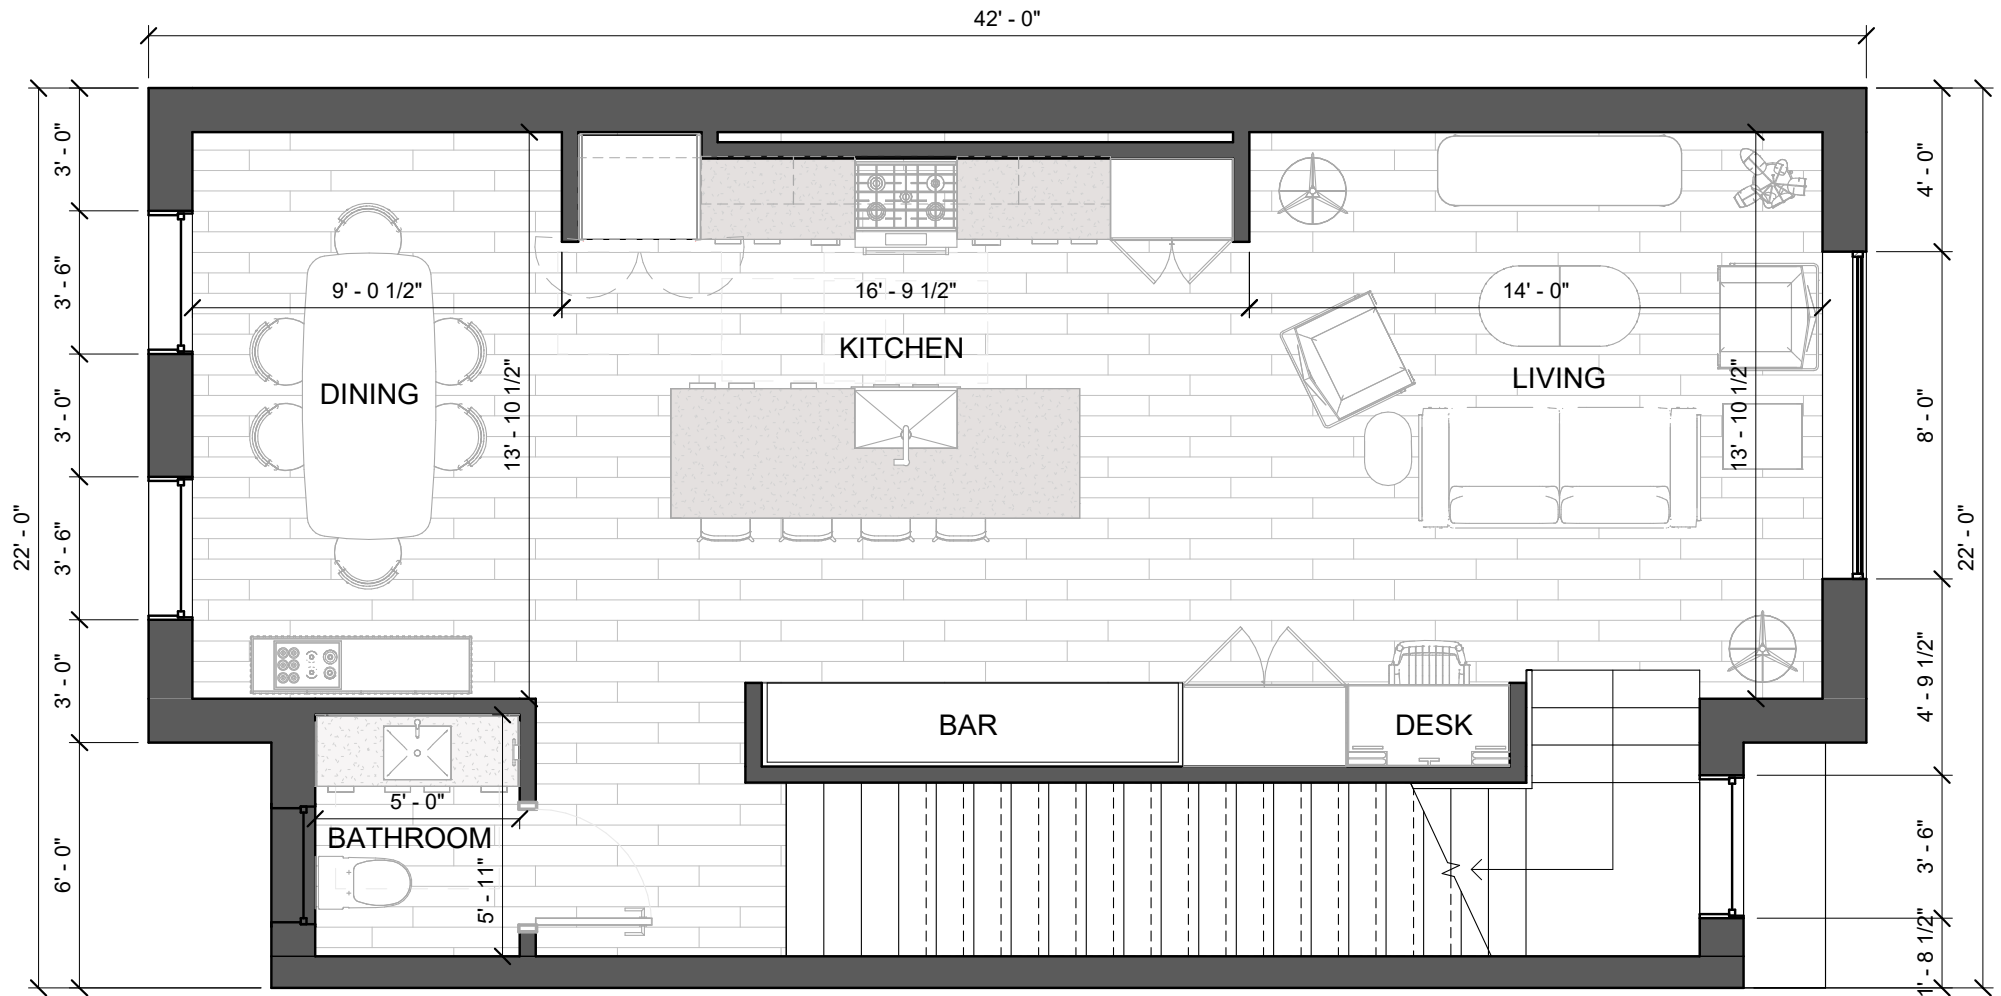 42' - 0"
3' - 0"
3' - 6"
3' - 0"
3' - 6"
3' - 0"
6' - 0"
22' - 0"
9' - 0 1/2"
16' - 9 1/2"
14' - 0"
KITCHEN
DINING
LIVING
13' - 10 1/2"
13' - 10 1/2"
BAR
DESK
5' - 0"
BATHROOM
5' - 11"
4' - 0"
8' - 0"
4' - 9 1/2"
3' - 6"
1' - 8 1/2"
22' - 0"